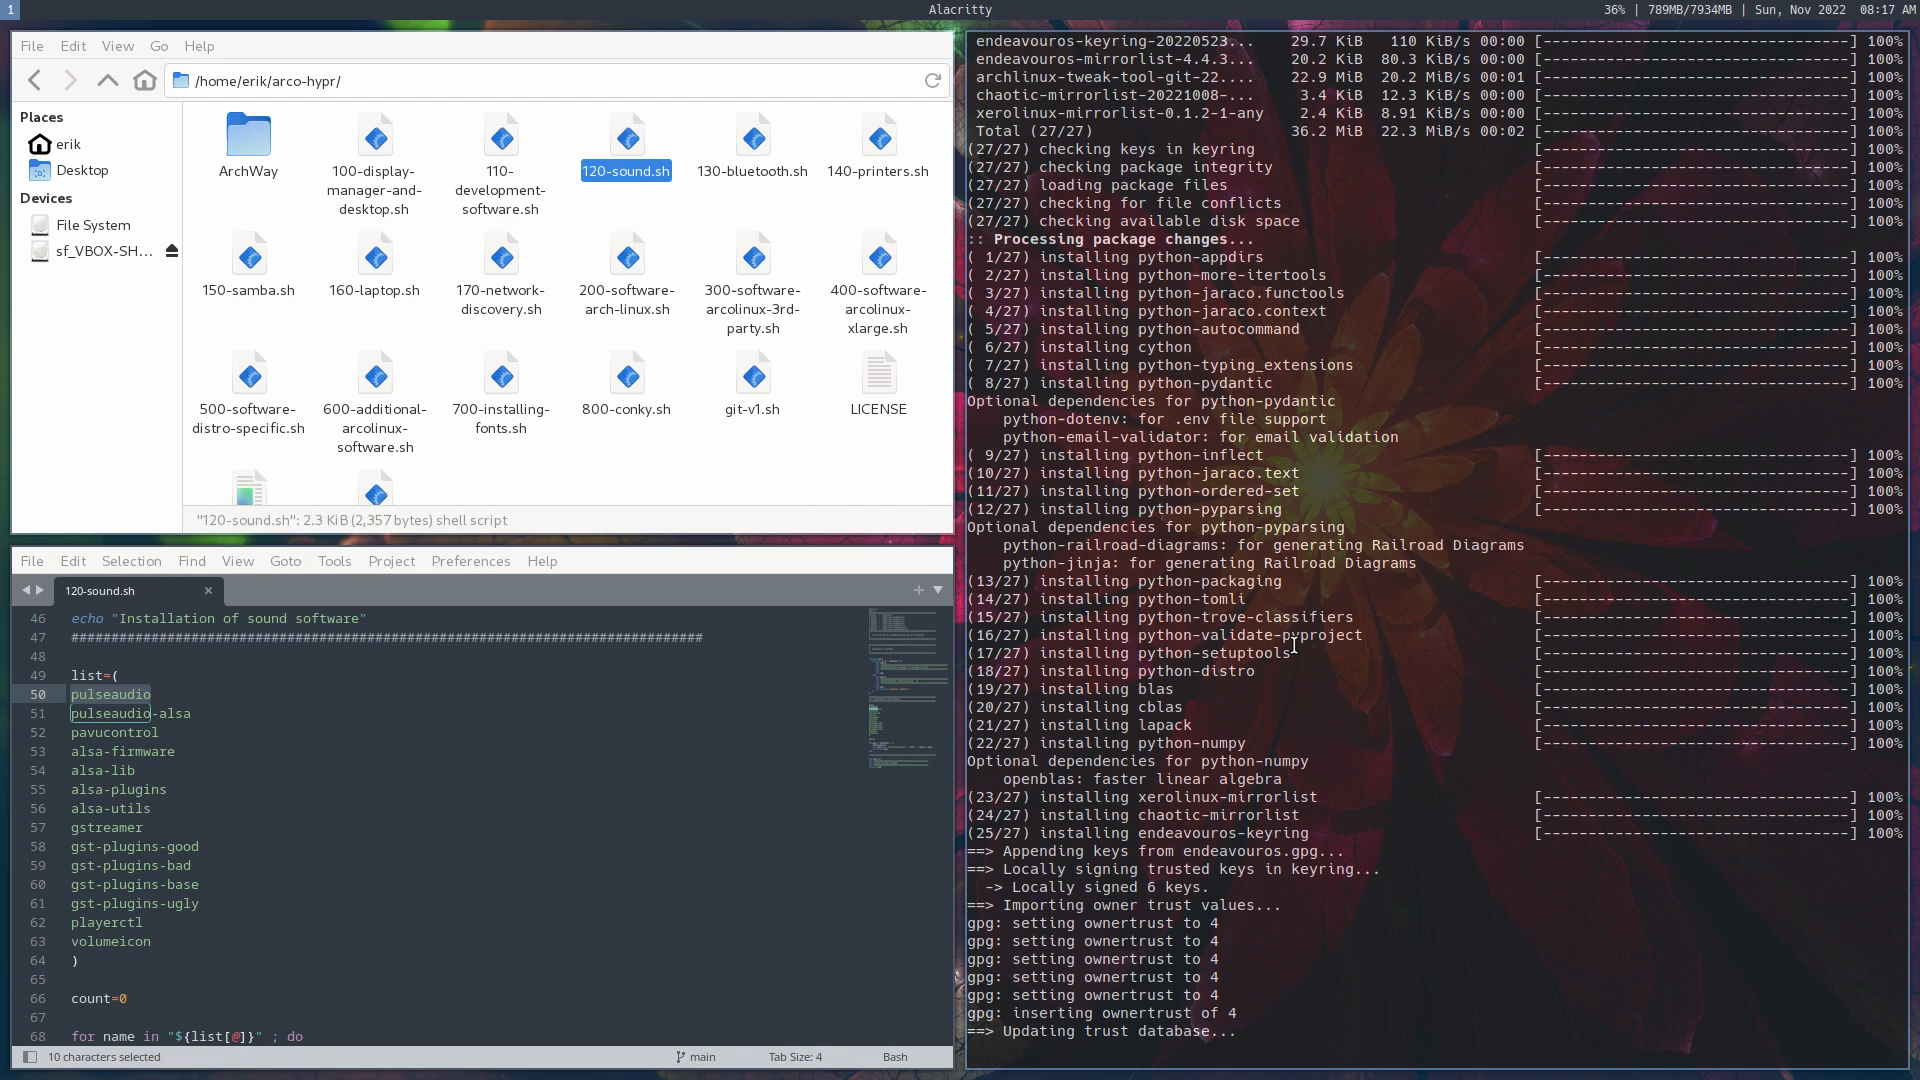 1
Alacritty
36% | 789MB/7934MB | Sun, Nov 2022  08:17 AM
File Edit View Go Help
/home/erik/arco-hypr/
Places
erik
Desktop
Devices
File System
sf_VBOX-SH...
ArchWay
100-display-manager-and-desktop.sh
110-development-software.sh
120-sound.sh
130-bluetooth.sh
140-printers.sh
150-samba.sh
160-laptop.sh
170-network-discovery.sh
200-software-arch-linux.sh
300-software-arcolinux-3rd-party.sh
400-software-arcolinux-xlarge.sh
500-software-distro-specific.sh
600-additional-arcolinux-software.sh
700-installing-fonts.sh
800-conky.sh
git-v1.sh
LICENSE
"120-sound.sh": 2.3 KiB (2,357 bytes) shell script
File Edit Selection Find View Goto Tools Project Preferences Help
120-sound.sh
46 echo "Installation of sound software"
47 ###############################################################################
48
49 list=(
50 pulseaudio
51 pulseaudio-alsa
52 pavucontrol
53 alsa-firmware
54 alsa-lib
55 alsa-plugins
56 alsa-utils
57 gstreamer
58 gst-plugins-good
59 gst-plugins-bad
60 gst-plugins-base
61 gst-plugins-ugly
62 playerctl
63 volumeicon
64 )
65
66 count=0
67
68 for name in "${list[@]}" ; do
10 characters selected
main
Tab Size: 4
Bash
endeavouros-keyring-20220523... 29.7 KiB 110 KiB/s 00:00 [----------------------------------] 100%
endeavouros-mirrorlist-4.4.3... 20.2 KiB 80.3 KiB/s 00:00 [----------------------------------] 100%
archlinux-tweak-tool-git-22.... 22.9 MiB 20.2 MiB/s 00:01 [----------------------------------] 100%
chaotic-mirrorlist-20221008-... 3.4 KiB 12.3 KiB/s 00:00 [----------------------------------] 100%
xerolinux-mirrorlist-0.1.2-1-any 2.4 KiB 8.91 KiB/s 00:00 [----------------------------------] 100%
Total (27/27) 36.2 MiB 22.3 MiB/s 00:02 [----------------------------------] 100%
(27/27) checking keys in keyring [----------------------------------] 100%
(27/27) checking package integrity [----------------------------------] 100%
(27/27) loading package files [----------------------------------] 100%
(27/27) checking for file conflicts [----------------------------------] 100%
(27/27) checking available disk space [----------------------------------] 100%
:: Processing package changes...
( 1/27) installing python-appdirs [----------------------------------] 100%
( 2/27) installing python-more-itertools [----------------------------------] 100%
( 3/27) installing python-jaraco.functools [----------------------------------] 100%
( 4/27) installing python-jaraco.context [----------------------------------] 100%
( 5/27) installing python-autocommand [----------------------------------] 100%
( 6/27) installing cython [----------------------------------] 100%
( 7/27) installing python-typing_extensions [----------------------------------] 100%
( 8/27) installing python-pydantic [----------------------------------] 100%
Optional dependencies for python-pydantic
python-dotenv: for .env file support
python-email-validator: for email validation
( 9/27) installing python-inflect [----------------------------------] 100%
(10/27) installing python-jaraco.text [----------------------------------] 100%
(11/27) installing python-ordered-set [----------------------------------] 100%
(12/27) installing python-pyparsing [----------------------------------] 100%
Optional dependencies for python-pyparsing
python-railroad-diagrams: for generating Railroad Diagrams
python-jinja: for generating Railroad Diagrams
(13/27) installing python-packaging [----------------------------------] 100%
(14/27) installing python-tomli [----------------------------------] 100%
(15/27) installing python-trove-classifiers [----------------------------------] 100%
(16/27) installing python-validate-pyproject [----------------------------------] 100%
(17/27) installing python-setuptools [----------------------------------] 100%
(18/27) installing python-distro [----------------------------------] 100%
(19/27) installing blas [----------------------------------] 100%
(20/27) installing cblas [----------------------------------] 100%
(21/27) installing lapack [----------------------------------] 100%
(22/27) installing python-numpy [----------------------------------] 100%
Optional dependencies for python-numpy
openblas: faster linear algebra
(23/27) installing xerolinux-mirrorlist [----------------------------------] 100%
(24/27) installing chaotic-mirrorlist [----------------------------------] 100%
(25/27) installing endeavouros-keyring [----------------------------------] 100%
==> Appending keys from endeavouros.gpg...
==> Locally signing trusted keys in keyring...
-> Locally signed 6 keys.
==> Importing owner trust values...
gpg: setting ownertrust to 4
gpg: setting ownertrust to 4
gpg: setting ownertrust to 4
gpg: setting ownertrust to 4
gpg: setting ownertrust to 4
gpg: inserting ownertrust of 4
==> Updating trust database...